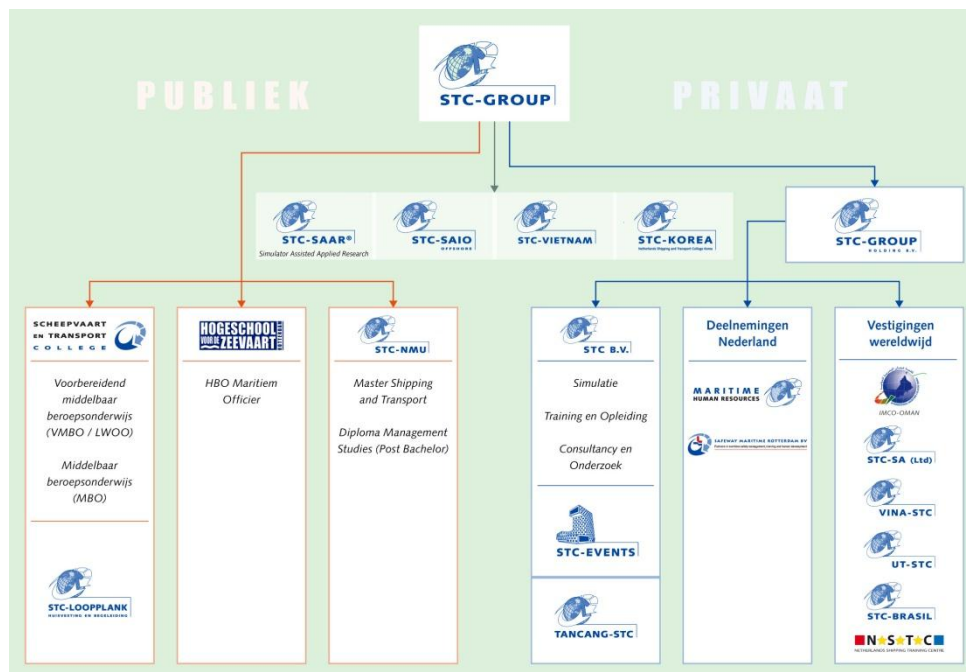 PUBLIEK
PRIVAAT
STC-GROUP
STC-SAAR®
Simulator Assisted Applied Research
STC-SAIO
OFFSHORE
STC-VIETNAM
STC-KOREA
STC-GROUP
HOLDING B.V.
SCHEEPVAART
EN TRANSPORT
COLLEGE
Voorbereidend
middelbaar
beroepsonderwijs
(VMBO / LWOO)
Middelbaar
beroepsonderwijs
(MBO)
STC-LOOPPLANK
HUISVESTING EN BEGELEIDING
HOGESCHOOL
VOOR DE
ZEEVAART
HBO Maritiem
Officier
STC-NMU
Master Shipping
and Transport
Diploma Management
Studies (Post Bachelor)
STC B.V.
Simulatie
Training en Opleiding
Consultancy en
Onderzoek
STC-EVENTS
TANCANG-STC
Deelnemingen
Nederland
MARITIME
HUMAN RESOURCES
SAFEWAY MARITIME ROTTERDAM BV
Vestigingen
wereldwijd
IMCO-OMAN
STC-SA (Ltd)
VINA-STC
UT-STC
STC-BRASIL
N★S★T★C
NETHERLANDS SHIPPING TRAINING CENTRE